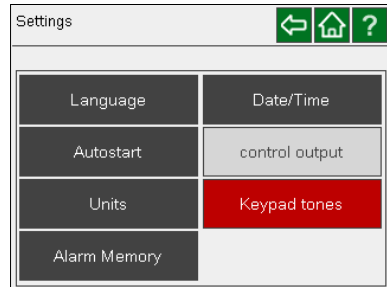 Settings
?
Language
Date/Time
Autostart
control output
Units
Keypad tones
Alarm Memory